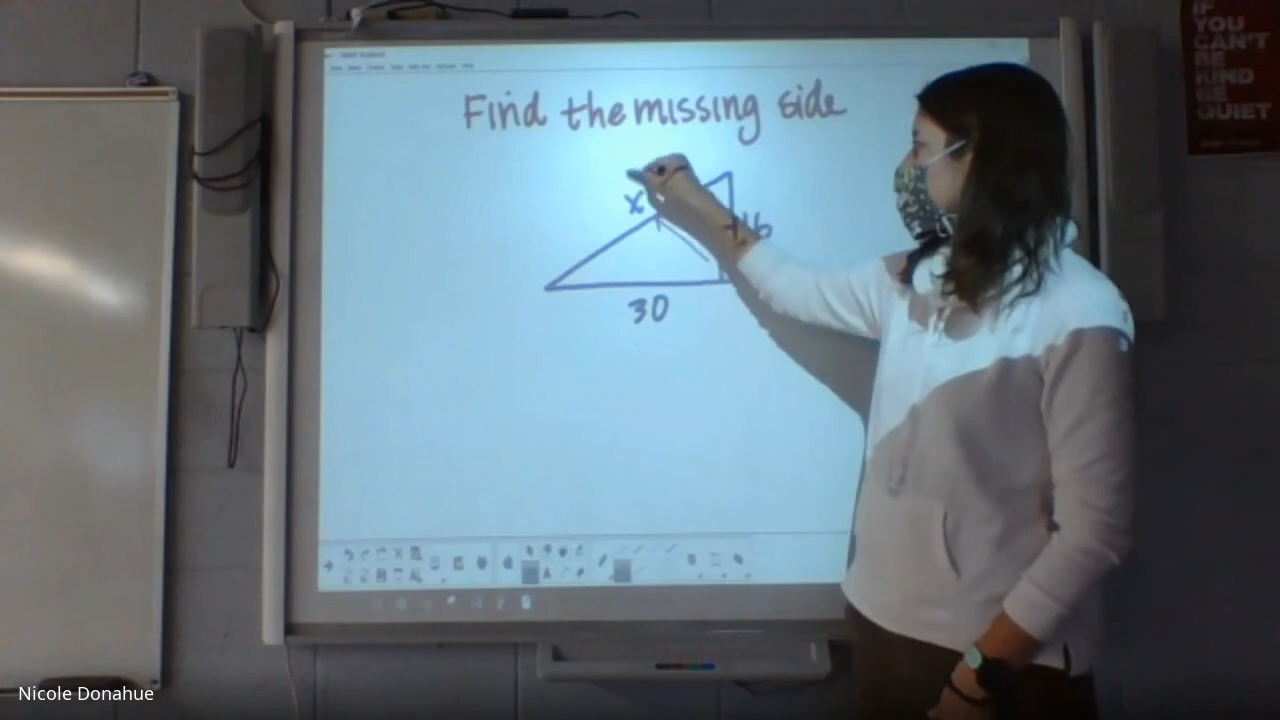 Find the missing side
x
16
30
IF
YOU
CAN'T
BE
KIND
BE
QUIET
Nicole Donahue